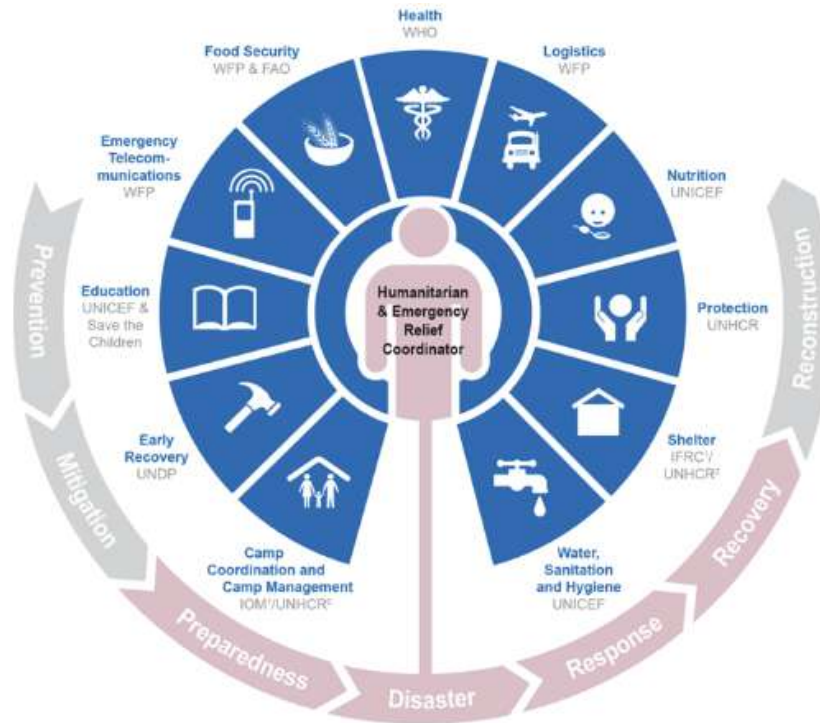 Health
WHO
Food Security
WFP & FAO
Logistics
WFP
Emergency
Telecom-
munications
WFP
Nutrition
UNICEF
Education
UNICEF &
Save the
Children
Humanitarian
& Emergency
Relief
Coordinator
Protection
UNHCR
Early
Recovery
UNDP
Shelter
IFRC¹/
UNHCR²
Camp
Coordination and
Camp Management
IOM¹/UNHCR²
Water,
Sanitation
and Hygiene
UNICEF
Prevention
Mitigation
Preparedness
Disaster
Response
Recovery
Reconstruction